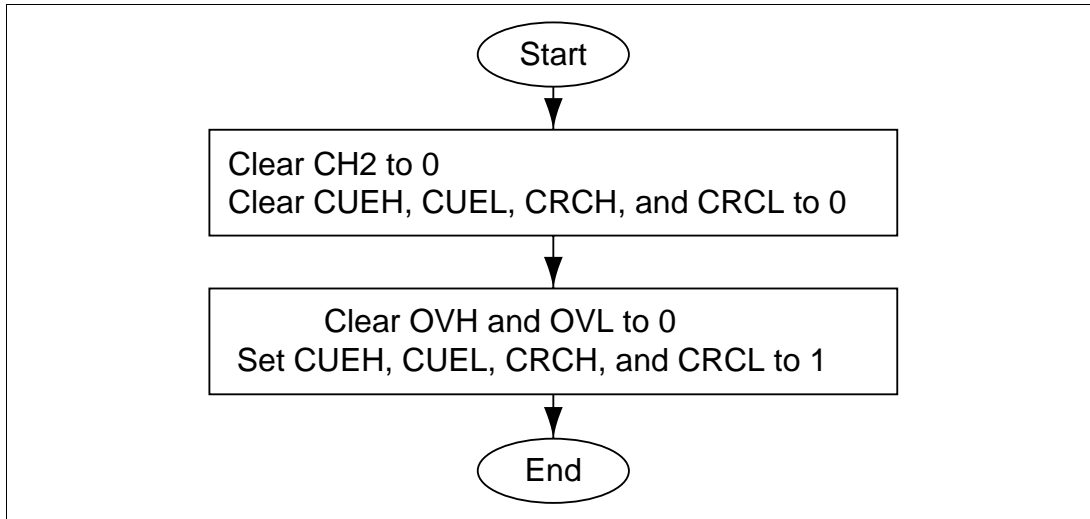 Start
Clear CH2 to 0
Clear CUEH, CUEL, CRCH, and CRCL to 0
Clear OVH and OVL to 0
Set CUEH, CUEL, CRCH, and CRCL to 1
End